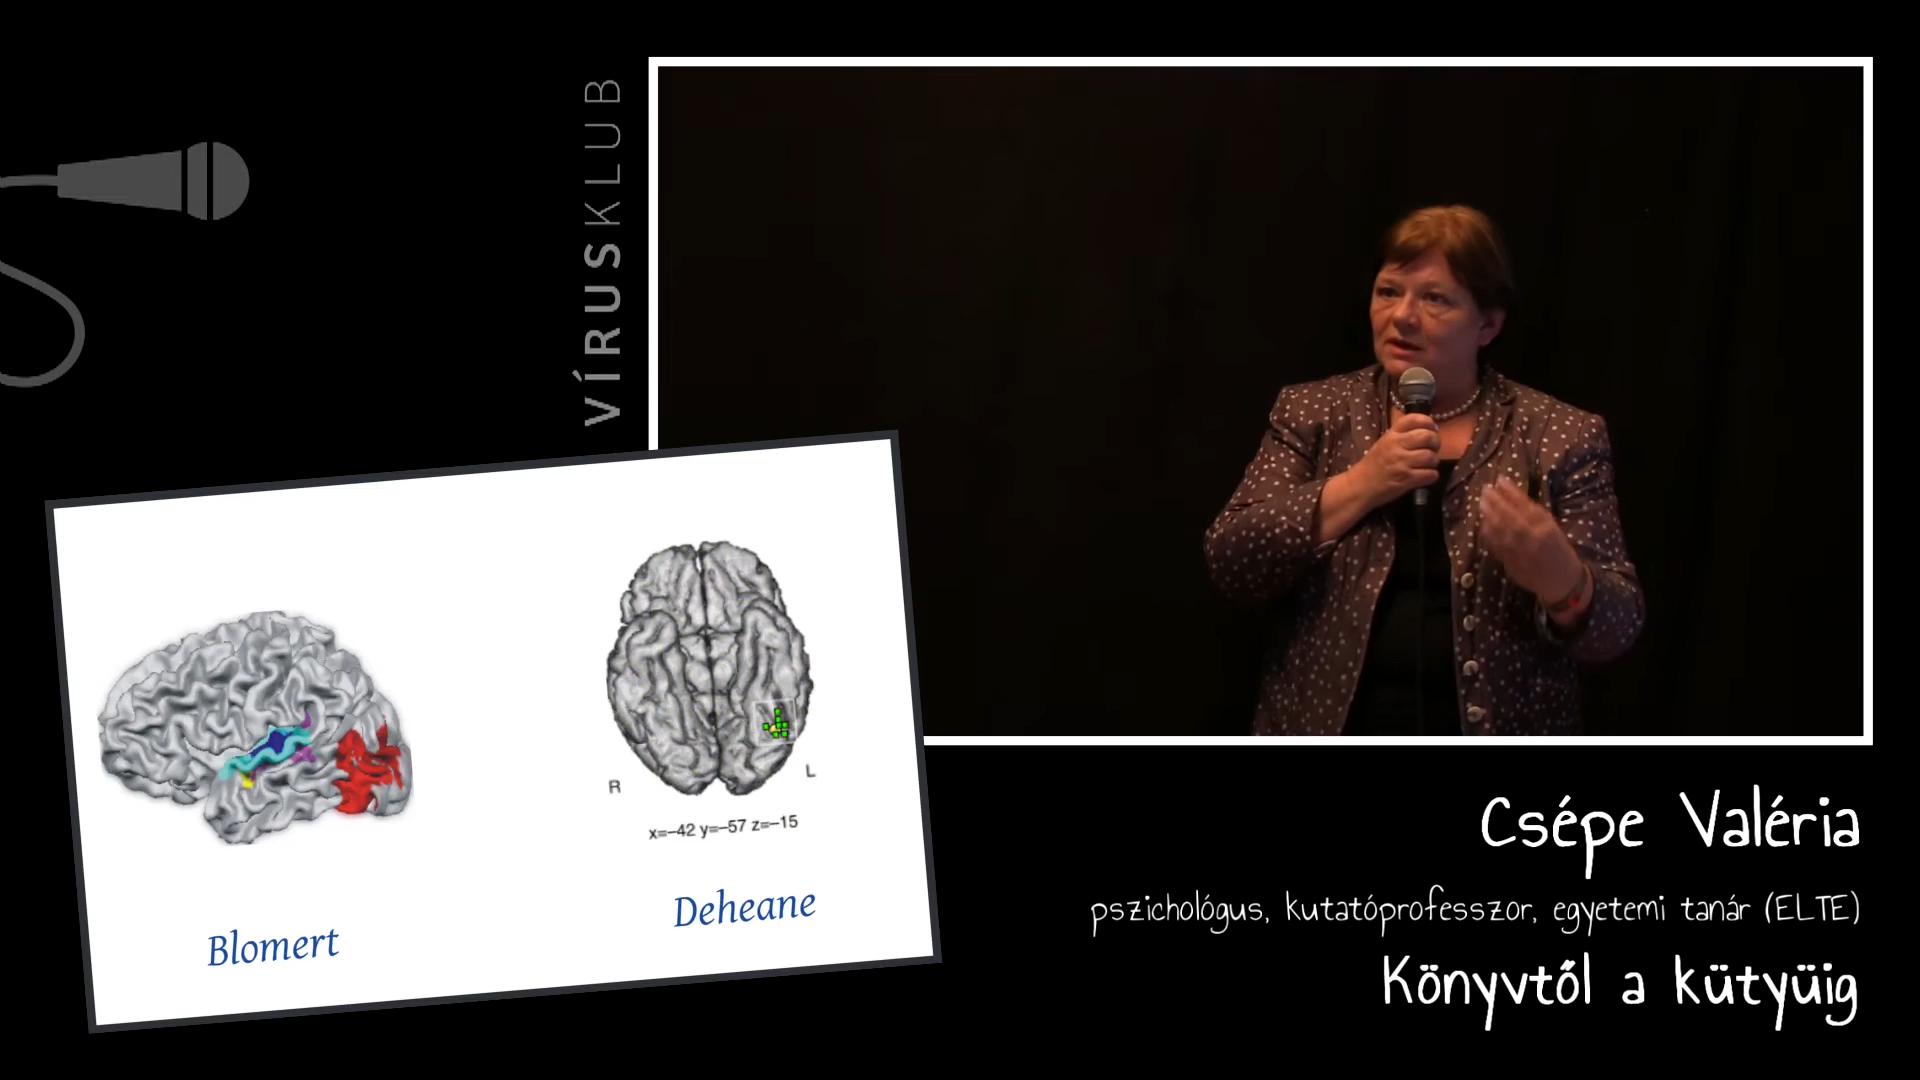 VÍRUSKLUB
R
L
x=–42 y=–57 z=–15
Blomert
Deheane
Csépe Valéria
pszichológus, kutatóprofesszor, egyetemi tanár (ELTE)
Könyvtől a kütyüig